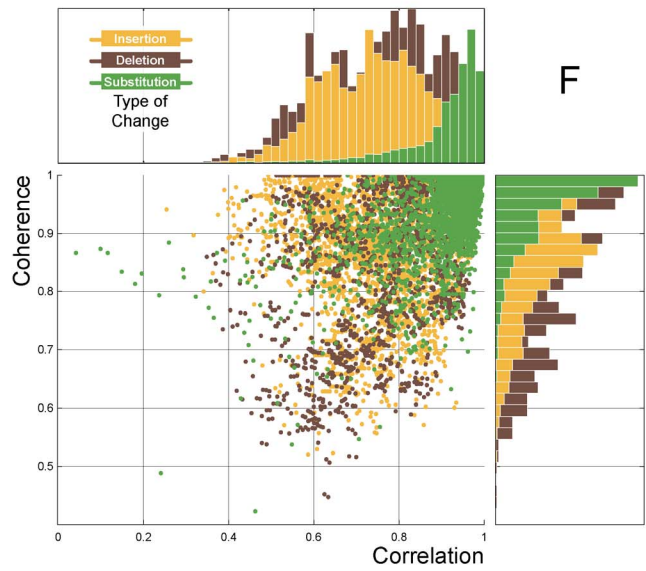 Insertion
Deletion
Substitution
Type of
Change
F
Coherence
1
0.9
0.8
0.7
0.6
0.5
0
0.2
0.4
0.6
0.8
1
Correlation